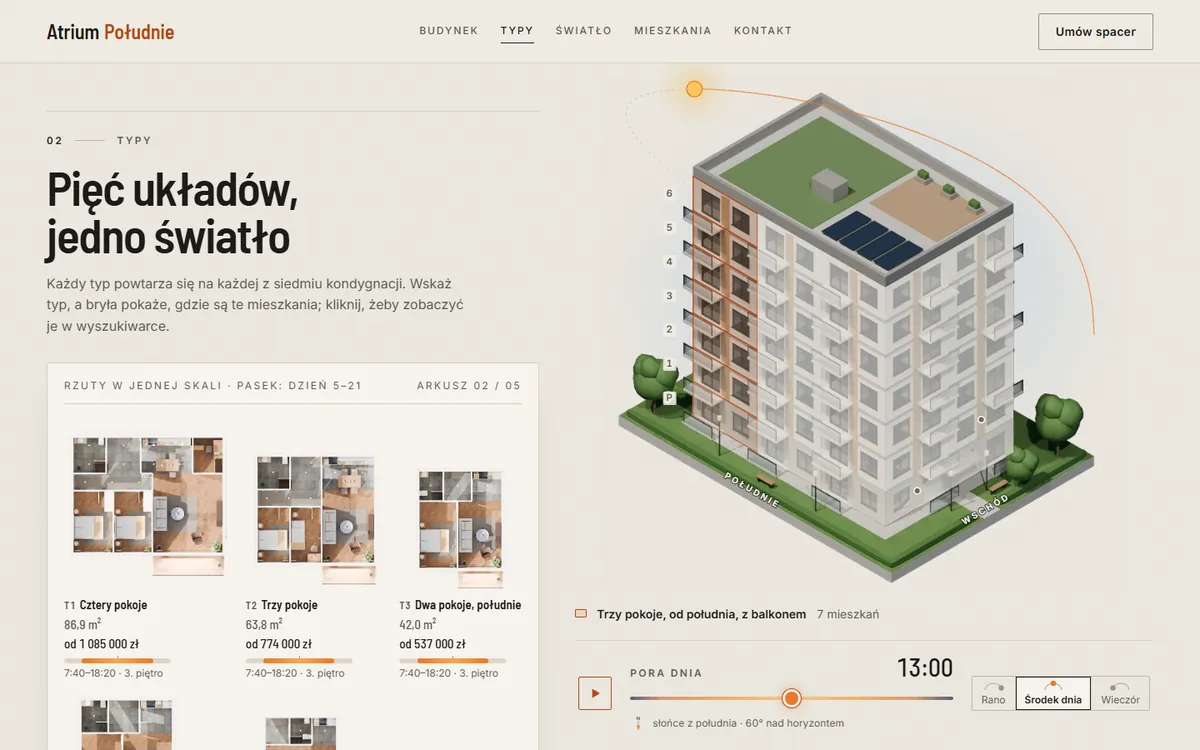 Atrium Południe
BUDYNEK TYPY ŚWIATŁO MIESZKANIA KONTAKT
Umów spacer
02 TYPY
Pięć układów,
jedno światło
Każdy typ powtarza się na każdej z siedmiu kondygnacji. Wskaż
typ, a bryła pokaże, gdzie są te mieszkania; kliknij, żeby zobaczyć
je w wyszukiwarce.
RZUTY W JEDNEJ SKALI · PASEK: DZIEŃ 5–21 ARKUSZ 02 / 05
T1 Cztery pokoje
86,9 m²
od 1 085 000 zł
7:40–18:20 · 3. piętro
T2 Trzy pokoje
63,8 m²
od 774 000 zł
7:40–18:20 · 3. piętro
T3 Dwa pokoje, południe
42,0 m²
od 537 000 zł
7:40–18:20 · 3. piętro
6
5
4
3
2
1
P
POŁUDNIE
WSCHÓD
Trzy pokoje, od południa, z balkonem 7 mieszkań
PORA DNIA 13:00
N słońce z południa · 60° nad horyzontem
Rano Środek dnia Wieczór